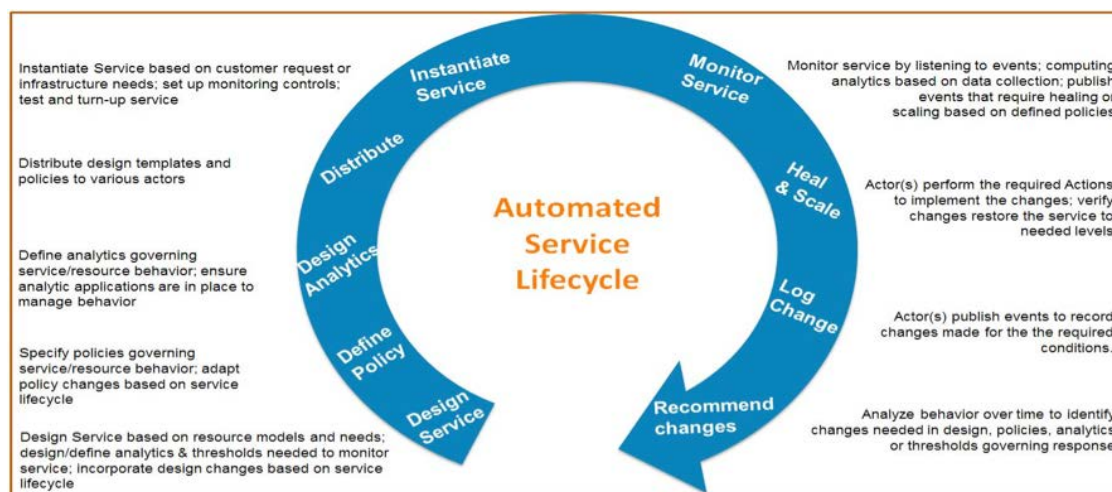 Instantiate Service based on customer request or
infrastructure needs; set up monitoring controls;
test and turn-up service
Distribute design templates and
policies to various actors
Define analytics governing
service/resource behavior; ensure
analytic applications are in place to
manage behavior
Specify policies governing
service/resource behavior; adapt
policy changes based on service
lifecycle
Design Service based on resource models and needs;
design/define analytics & thresholds needed to monitor
service; incorporate design changes based on service
lifecycle
Instantiate
Service
Distribute
Design
Analytics
Define
Policy
Design
Service
Automated
Service
Lifecycle
Monitor
Service
Heal
& Scale
Log
Change
Recommend
changes
Monitor service by listening to events; computing
analytics based on data collection; publish
events that require healing or
scaling based on defined policies
Actor(s) perform the required Actions
to implement the changes; verify
changes restore the service to
needed levels
Actor(s) publish events to record
changes made for the the required
conditions.
Analyze behavior over time to identify
changes needed in design, policies, analytics
or thresholds governing response